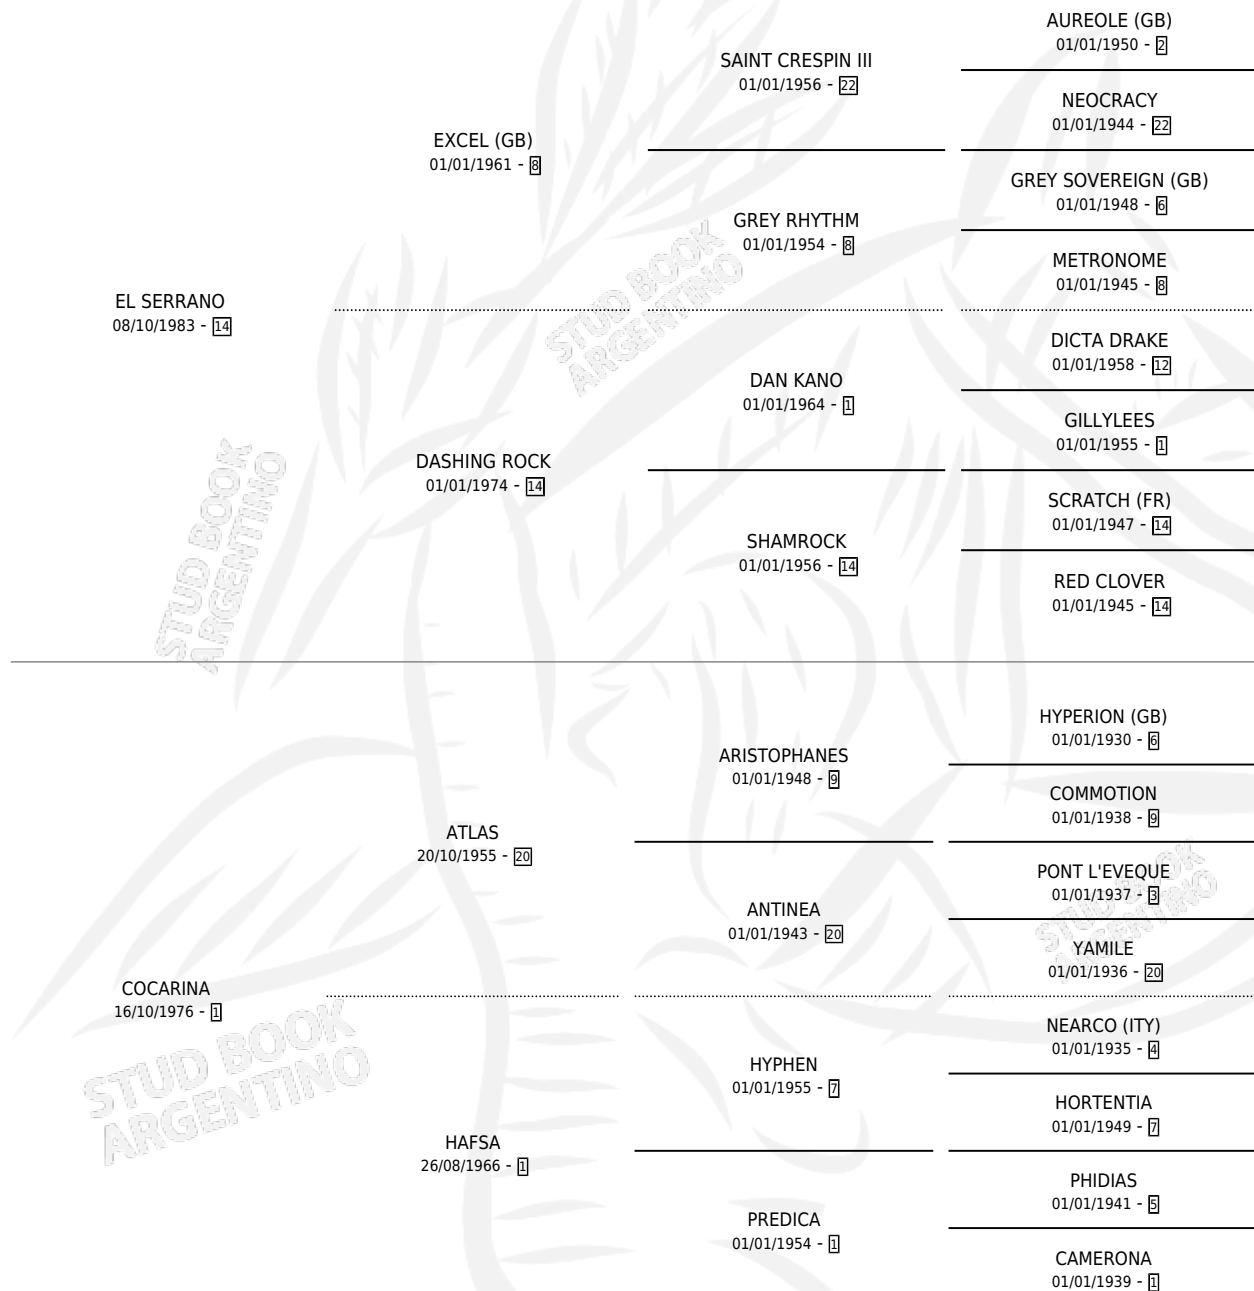 AUREOLE (GB)
01/01/1950 - 2
SAINT CRESPIN III
01/01/1956 - 22
NEOCRACY
01/01/1944 - 22
EXCEL (GB)
01/01/1961 - 8
GREY SOVEREIGN (GB)
01/01/1948 - 6
GREY RHYTHM
01/01/1954 - 8
METRONOME
01/01/1945 - 8
EL SERRANO
08/10/1983 - 14
DICTA DRAKE
01/01/1958 - 12
DAN KANO
01/01/1964 - 1
GILLYLEES
01/01/1955 - 1
DASHING ROCK
01/01/1974 - 14
SCRATCH (FR)
01/01/1947 - 14
SHAMROCK
01/01/1956 - 14
RED CLOVER
01/01/1945 - 14
HYPERION (GB)
01/01/1930 - 6
ARISTOPHANES
01/01/1948 - 9
COMMOTION
01/01/1938 - 9
ATLAS
20/10/1955 - 20
PONT L'EVEQUE
01/01/1937 - 3
ANTINEA
01/01/1943 - 20
YAMILE
01/01/1936 - 20
COCARINA
16/10/1976 - 1
NEARCO (ITY)
01/01/1935 - 4
HYPHEN
01/01/1955 - 7
HORTENTIA
01/01/1949 - 7
HAFSA
26/08/1966 - 1
PHIDIAS
01/01/1941 - 5
PREDICA
01/01/1954 - 1
CAMERONA
01/01/1939 - 1
STUD BOOK
ARGENTINO
STUD BOOK
ARGENTINO
STUD BOOK
ARGENTINO
STUD BOOK
ARGENTINO